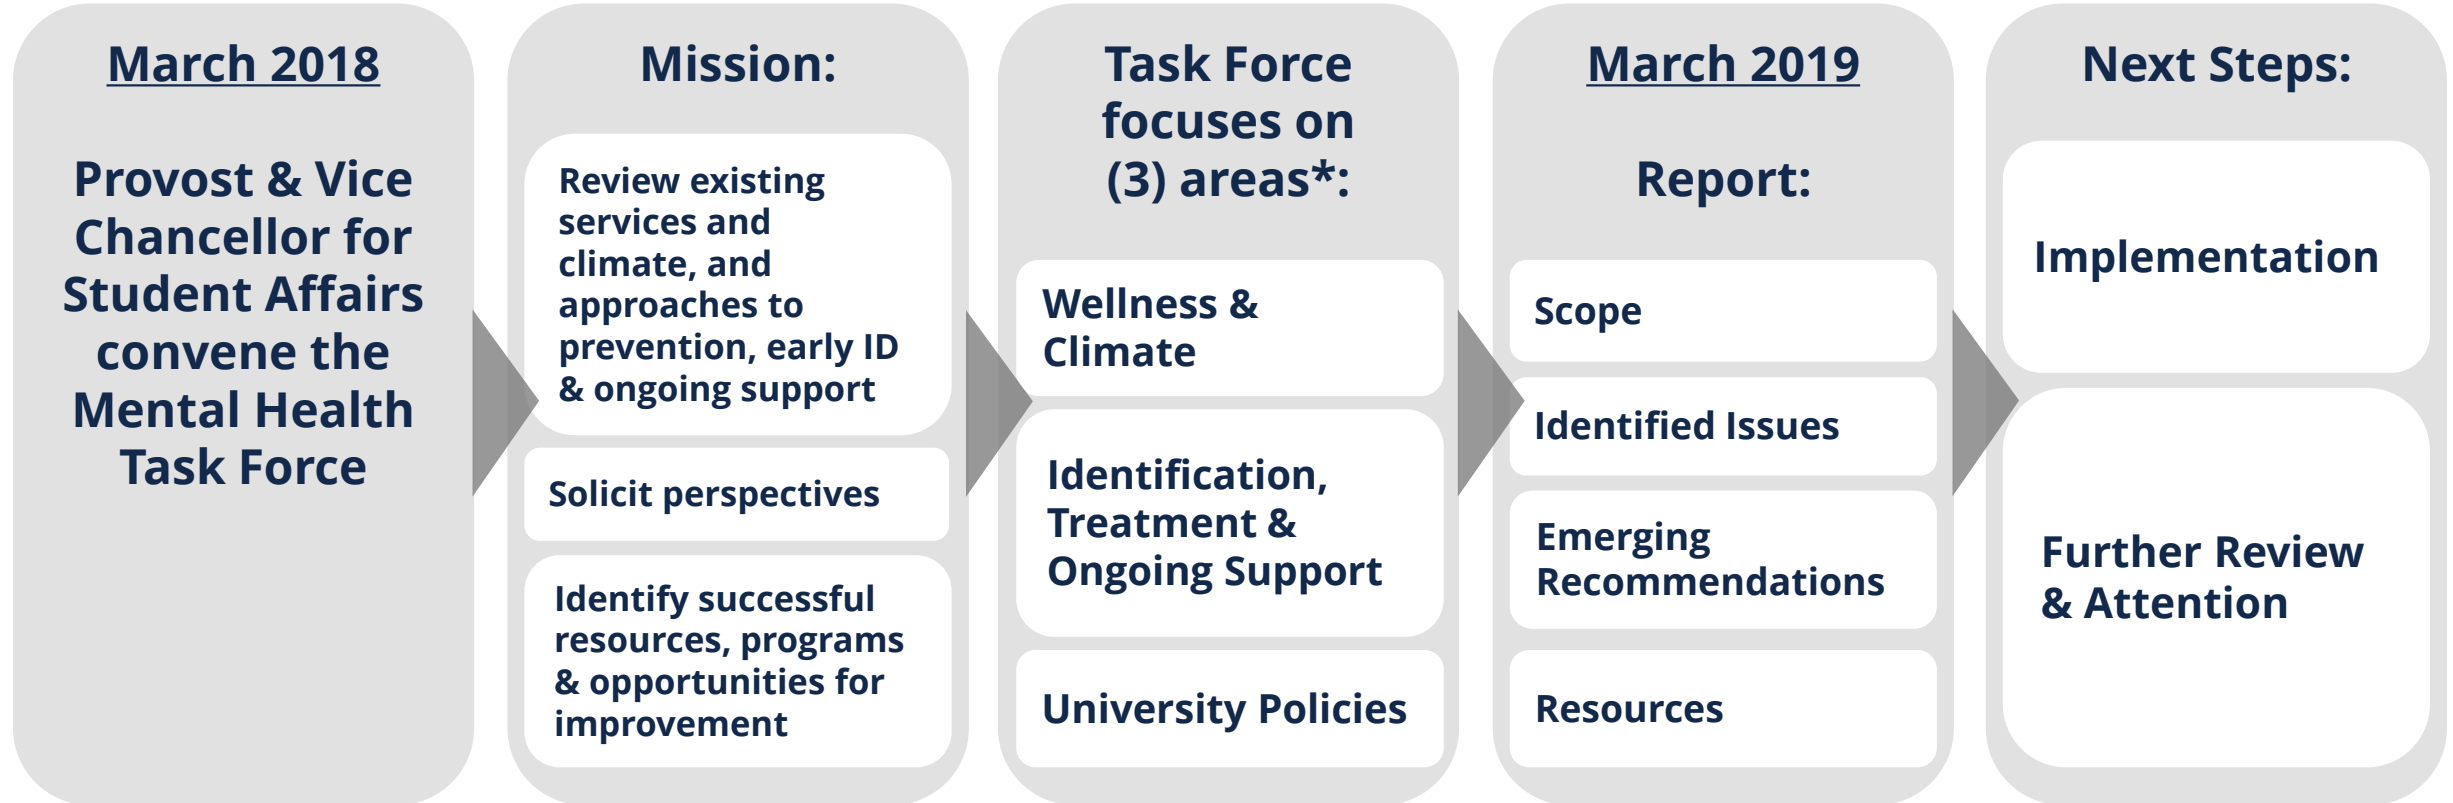 March 2018
Provost & Vice
Chancellor for
Student Affairs
convene the
Mental Health
Task Force
Mission:
Review existing
services and
climate, and
approaches to
prevention, early ID
& ongoing support
Solicit perspectives
Identify successful
resources, programs
& opportunities for
improvement
Task Force
focuses on
(3) areas*:
Wellness &
Climate
Identification,
Treatment &
Ongoing Support
University Policies
March 2019
Report:
Scope
Identified Issues
Emerging
Recommendations
Resources
Next Steps:
Implementation
Further Review
& Attention